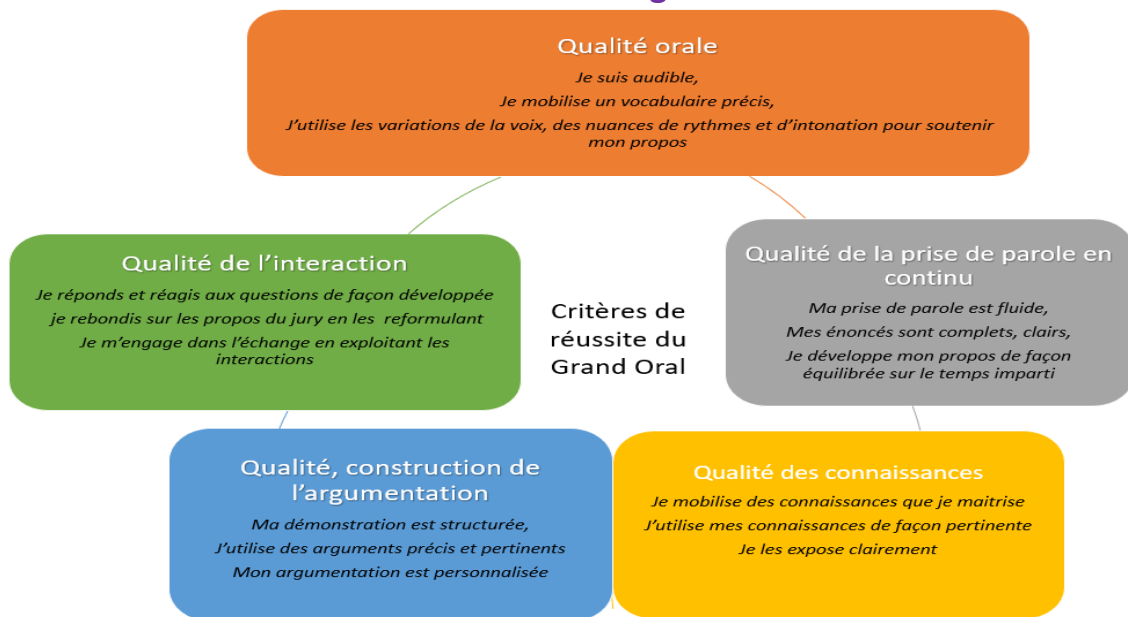 Qualité orale
Je suis audible,
Je mobilise un vocabulaire précis,
J'utilise les variations de la voix, des nuances de rythmes et d'intonation pour soutenir
mon propos
Qualité de l'interaction
Je réponds et réagis aux questions de façon développée
je rebondis sur les propos du jury en les reformulant
Je m'engage dans l'échange en exploitant les
interactions
Critères de
réussite du
Grand Oral
Qualité de la prise de parole en
continu
Ma prise de parole est fluide,
Mes énoncés sont complets, clairs,
Je développe mon propos de façon
équilibrée sur le temps imparti
Qualité, construction de
l'argumentation
Ma démonstration est structurée,
J'utilise des arguments précis et pertinents
Mon argumentation est personnalisée
Qualité des connaissances
Je mobilise des connaissances que je maitrise
J'utilise mes connaissances de façon pertinente
Je les expose clairement